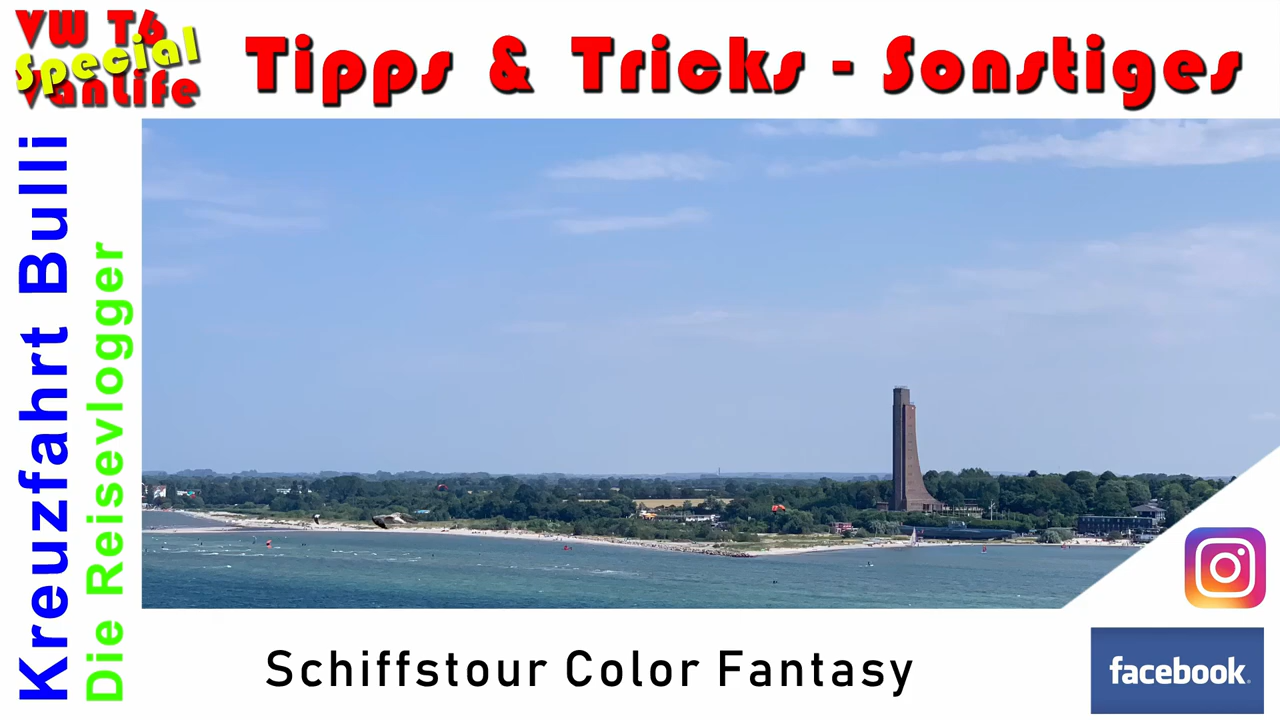 VW T6
Special
VanLife
Tipps & Tricks - Sonstiges
Kreuzfahrt Bulli
Die Reisevlogger
Schiffstour Color Fantasy
facebook.